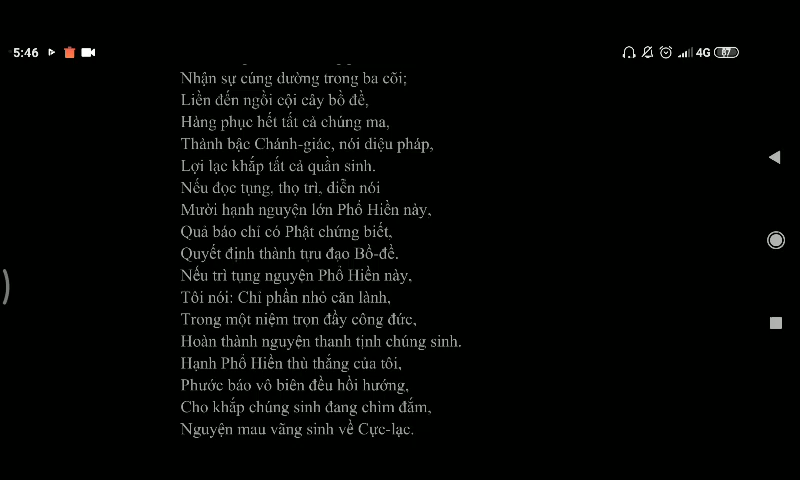 5:46
4G 67
Nhận sự cúng dường trong ba cõi;
Liền đến ngồi cội cây bồ đề,
Hàng phục hết tất cả chúng ma,
Thành bậc Chánh-giác, nói diệu pháp,
Lợi lạc khắp tất cả quần sinh.
Nếu đọc tụng, thọ trì, diễn nói
Mười hạnh nguyện lớn Phổ Hiền này,
Quả báo chỉ có Phật chứng biết,
Quyết định thành tựu đạo Bồ-đề.
Nếu trì tụng nguyện Phổ Hiền này,
Tôi nói: Chỉ phần nhỏ căn lành,
Trong một niệm trọn đầy công đức,
Hoàn thành nguyện thanh tịnh chúng sinh.
Hạnh Phổ Hiền thù thắng của tôi,
Phước báo vô biên đều hồi hướng,
Cho khắp chúng sinh đang chìm đắm,
Nguyện mau vãng sinh về Cực-lạc.